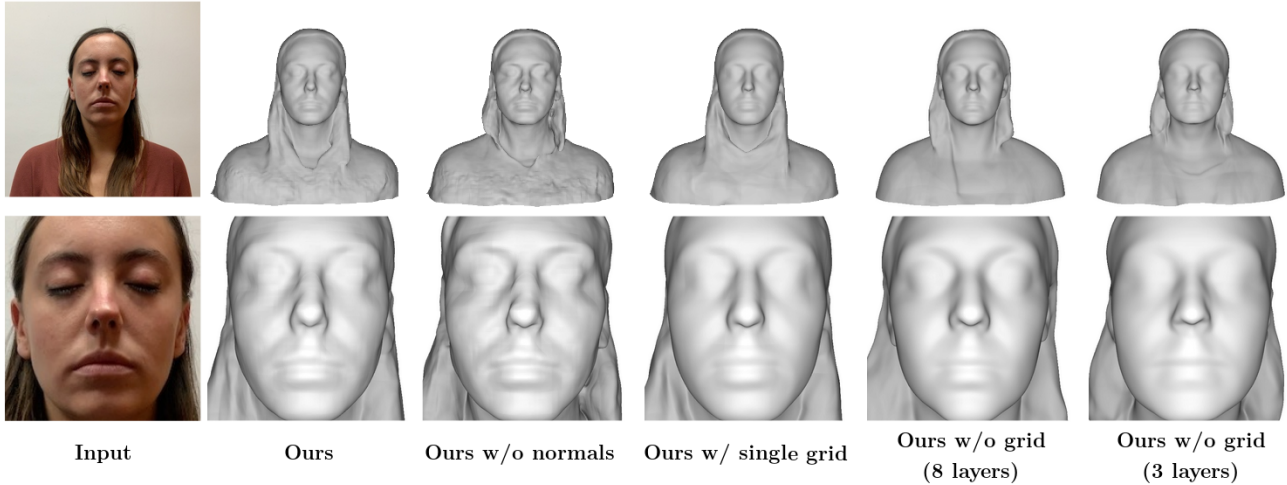 Input
Ours
Ours w/o normals
Ours w/ single grid
Ours w/o grid
(8 layers)
Ours w/o grid
(3 layers)